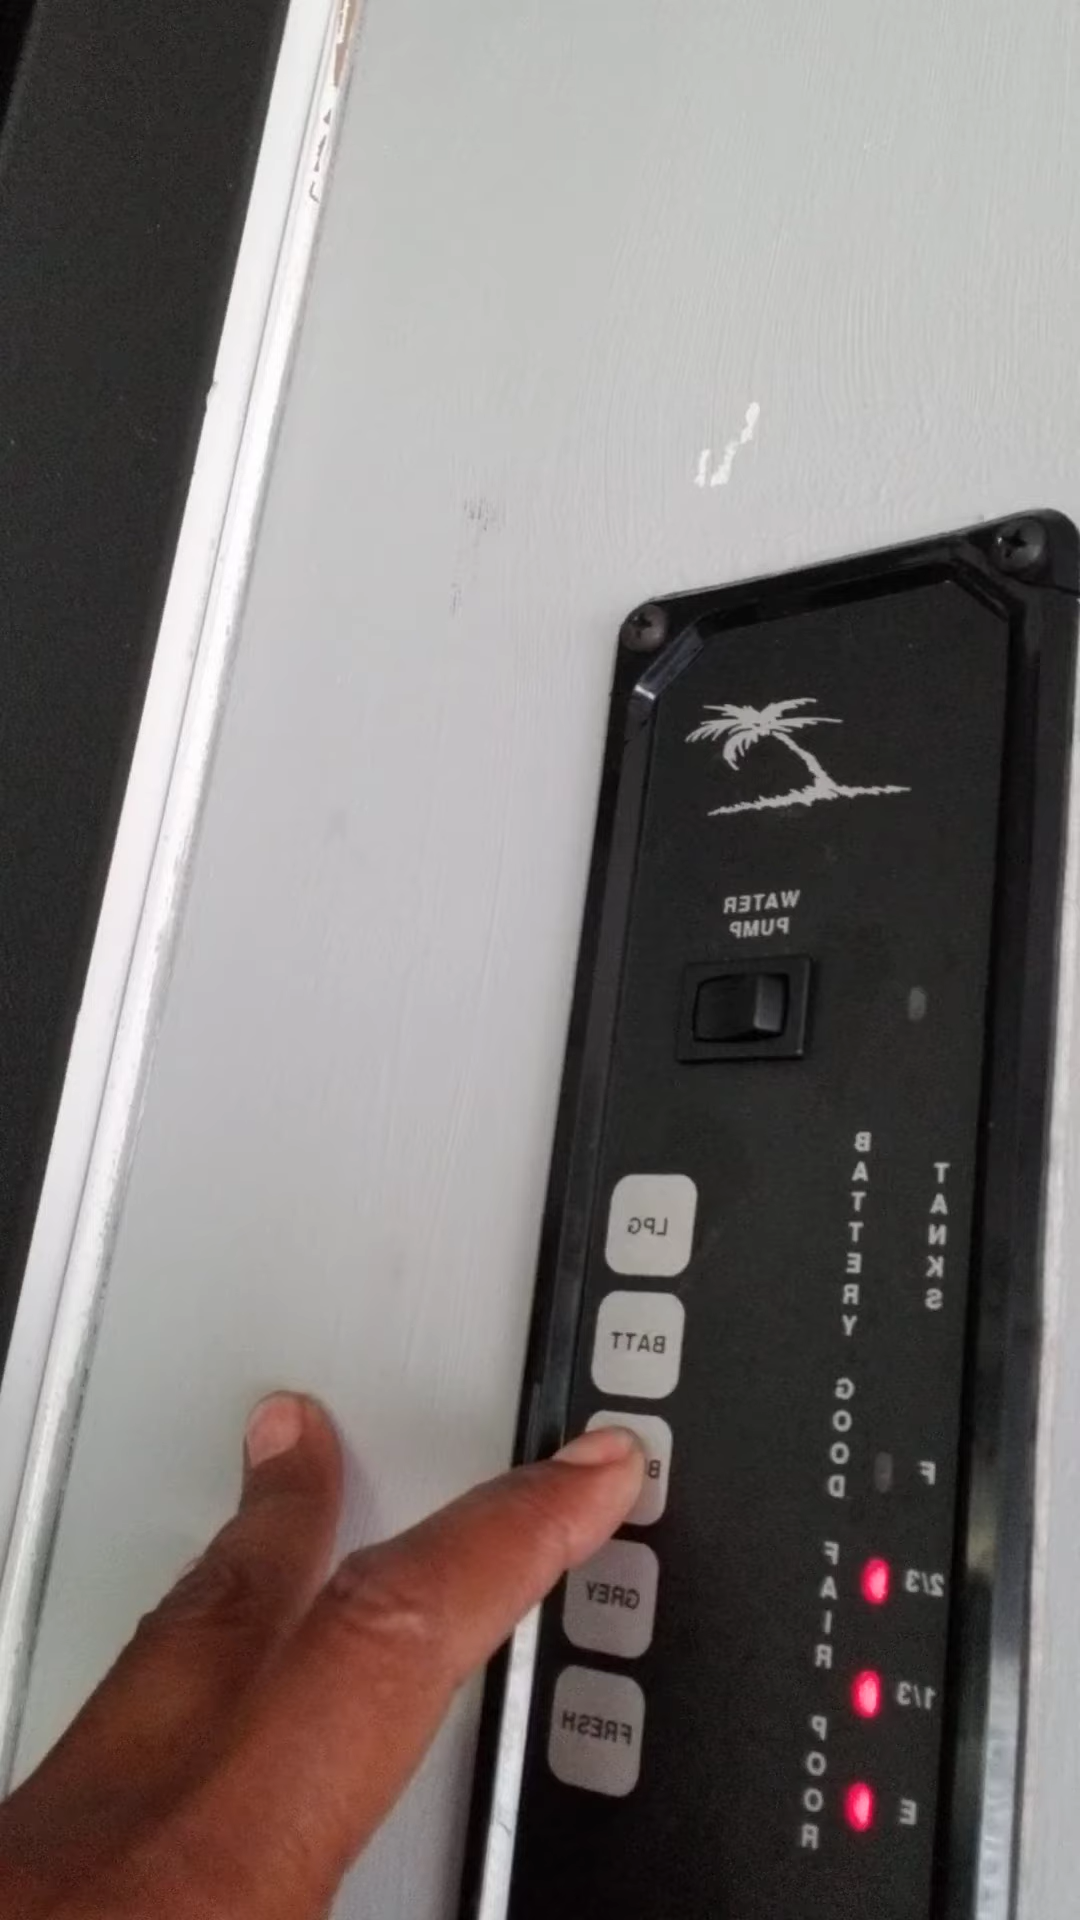 WATER
PUMP
BATTERY
TANKS
LPG
BATT
GOOD
F
B
FAIR
2/3
GREY
1/3
POOR
FRESH
E